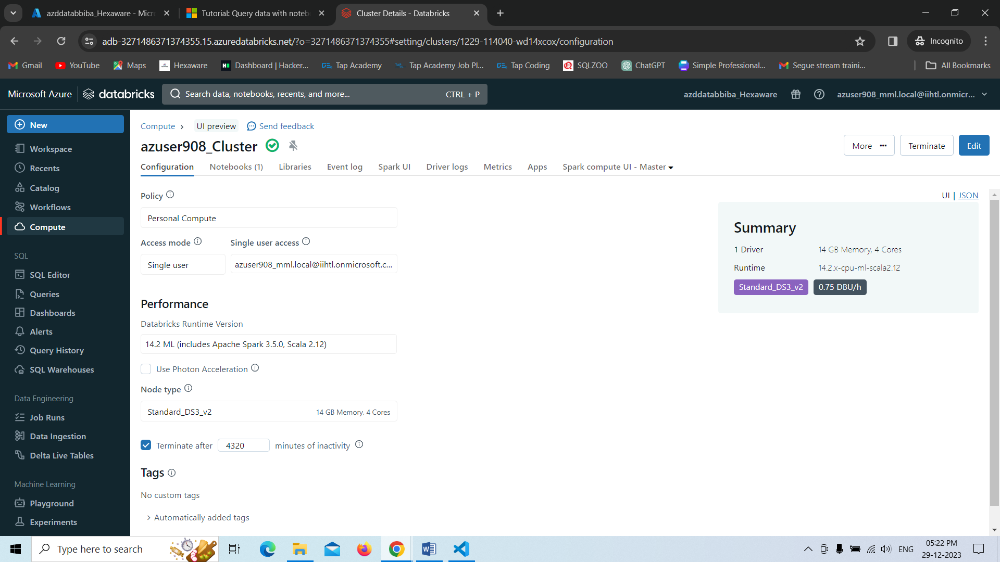 azddatabbiba_Hexaware - Micr
Tutorial: Query data with noteb
Cluster Details - Databricks
adb-3271486371374355.15.azuredatabricks.net/?o=3271486371374355#setting/clusters/1229-114040-wd14xcox/configuration
Incognito
Gmail
YouTube
Maps
Hexaware
Dashboard | Hacker...
Tap Academy
Tap Academy Job Pl...
Tap Coding
SQLZOO
ChatGPT
Simple Professional...
Segue stream traini...
All Bookmarks
Microsoft Azure
databricks
Search data, notebooks, recents, and more...
CTRL + P
azddatabbiba_Hexaware
azuser908_mml.local@iihtl.onmicr...
New
Workspace
Recents
Catalog
Workflows
Compute
SQL
SQL Editor
Queries
Dashboards
Alerts
Query History
SQL Warehouses
Data Engineering
Job Runs
Data Ingestion
Delta Live Tables
Machine Learning
Playground
Experiments
Compute
UI preview
Send feedback
azuser908_Cluster
More
Terminate
Edit
Configuration
Notebooks (1)
Libraries
Event log
Spark UI
Driver logs
Metrics
Apps
Spark compute UI - Master
UI | JSON
Policy
Personal Compute
Access mode
Single user access
Single user
azuser908_mml.local@iihtl.onmicrosoft.c...
Performance
Databricks Runtime Version
14.2 ML (includes Apache Spark 3.5.0, Scala 2.12)
Use Photon Acceleration
Node type
Standard_DS3_v2
14 GB Memory, 4 Cores
Terminate after 4320 minutes of inactivity
Tags
No custom tags
Automatically added tags
Summary
1 Driver
14 GB Memory, 4 Cores
Runtime
14.2.x-cpu-ml-scala2.12
Standard_DS3_v2
0.75 DBU/h
Type here to search
ENG
05:22 PM
29-12-2023